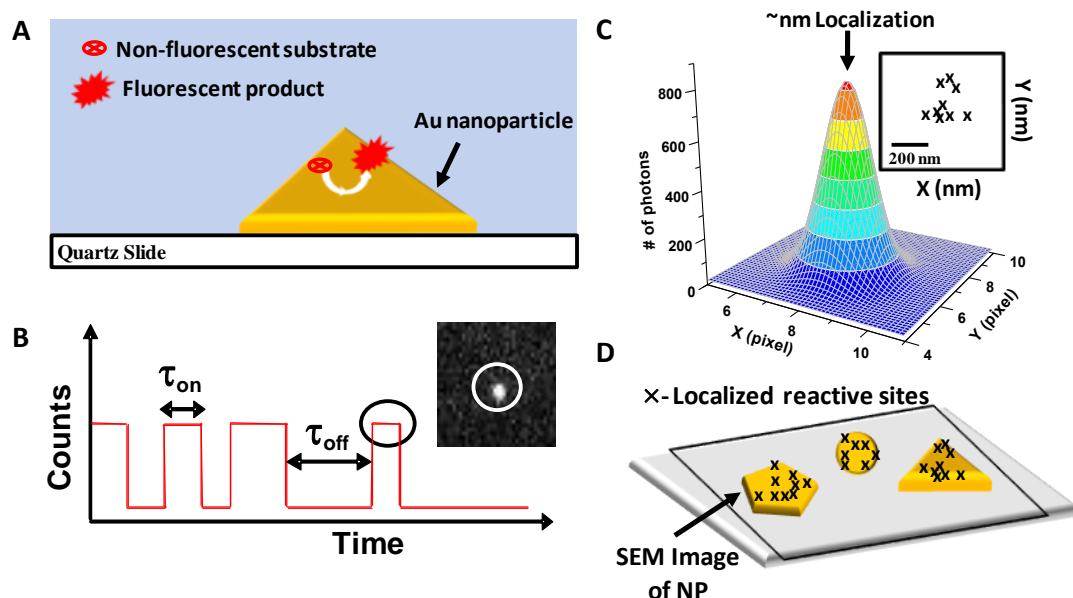 A
Non-fluorescent substrate
Fluorescent product
Au nanoparticle
Quartz Slide
B
Counts
τon
τoff
Time
C
~nm Localization
# of photons
800
600
400
200
0
6
8
10
X (pixel)
4
6
8
10
Y (pixel)
x x
x
x
x x x x
x
200 nm
X (nm)
Y (nm)
D
×- Localized reactive sites
SEM Image
of NP